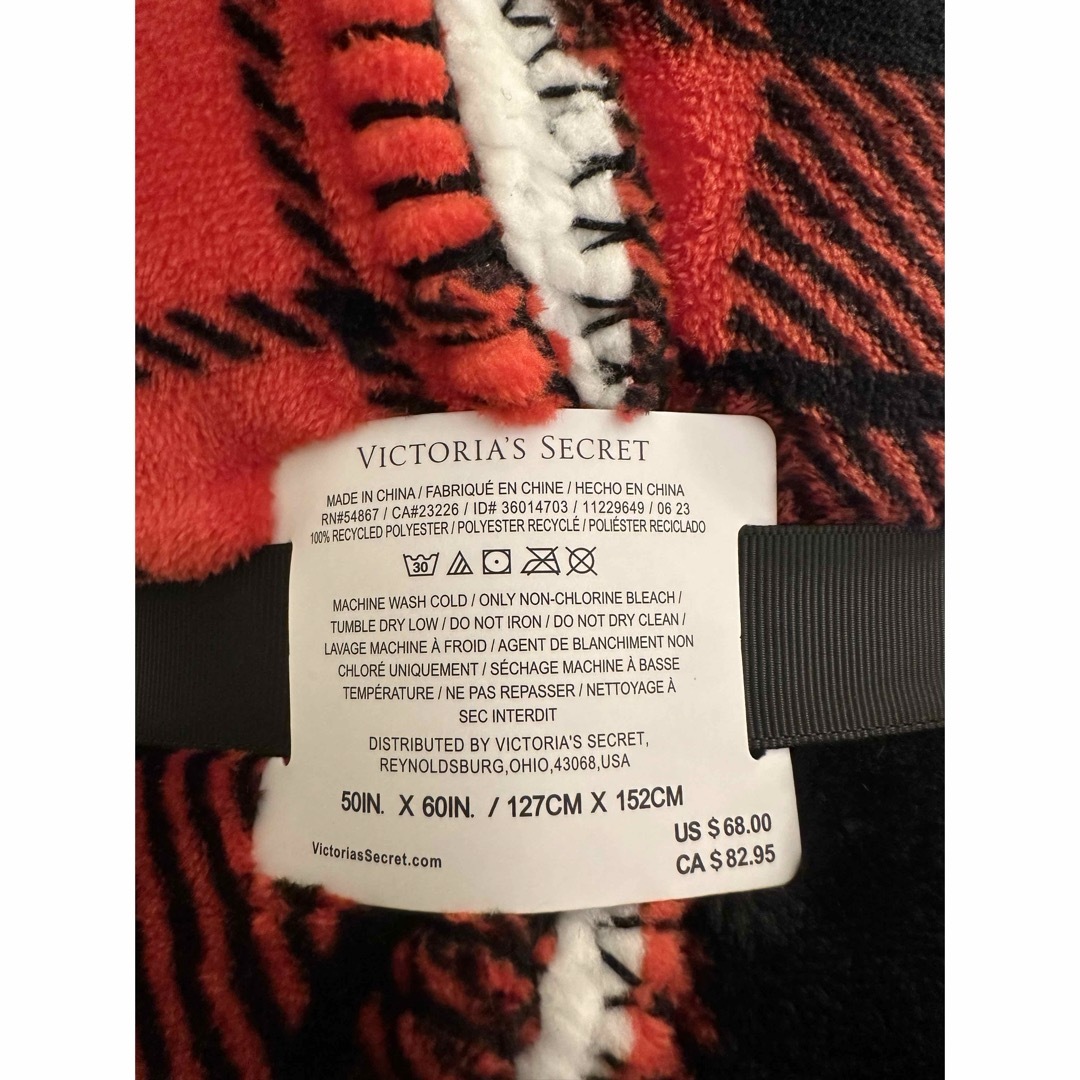 VICTORIA'S SECRET
MADE IN CHINA / FABRIQUÉ EN CHINE / HECHO EN CHINA
RN#54867 / CA#23226 / ID# 36014703 / 11229649 / 06 23
100% RECYCLED POLYESTER / POLYESTER RECYCLÉ / POLIÉSTER RECICLADO
30
MACHINE WASH COLD / ONLY NON-CHLORINE BLEACH /
TUMBLE DRY LOW / DO NOT IRON / DO NOT DRY CLEAN /
LAVAGE MACHINE À FROID / AGENT DE BLANCHIMENT NON
CHLORÉ UNIQUEMENT / SÉCHAGE MACHINE À BASSE
TEMPÉRATURE / NE PAS REPASSER / NETTOYAGE À
SEC INTERDIT
DISTRIBUTED BY VICTORIA'S SECRET,
REYNOLDSBURG,OHIO,43068,USA
50IN. X 60IN. / 127CM X 152CM
US $68.00
CA $82.95
VictoriasSecret.com